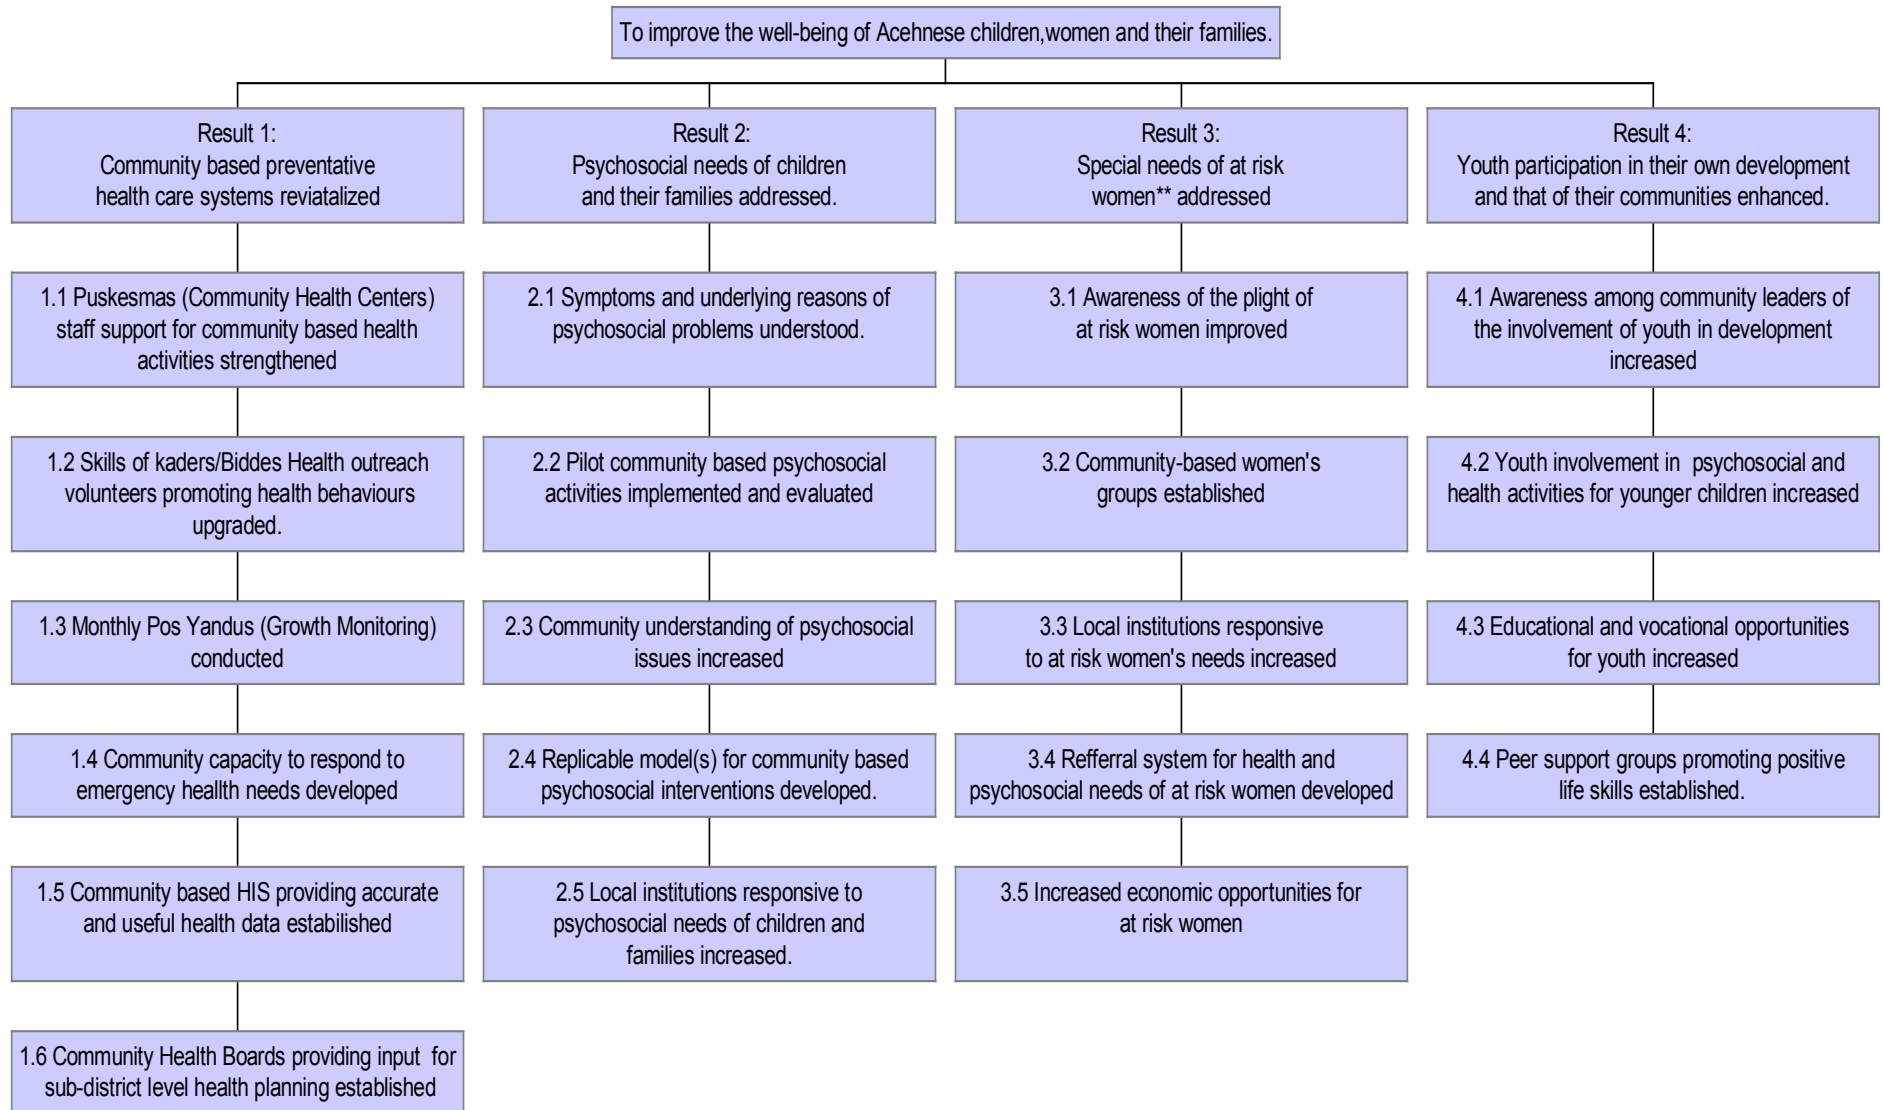 To improve the well-being of Acehnese children,women and their families.
Result 1:
Community based preventative
health care systems reviatalized
1.1 Puskesmas (Community Health Centers)
staff support for community based health
activities strengthened
1.2 Skills of kaders/Biddes Health outreach
volunteers promoting health behaviours
upgraded.
1.3 Monthly Pos Yandus (Growth Monitoring)
conducted
1.4 Community capacity to respond to
emergency health needs developed
1.5 Community based HIS providing accurate
and useful health data estabilished
1.6 Community Health Boards providing input  for
sub-district level health planning established
Result 2:
Psychosocial needs of children
and their families addressed.
2.1 Symptoms and underlying reasons of
psychosocial problems understood.
2.2 Pilot community based psychosocial
activities implemented and evaluated
2.3 Community understanding of psychosocial
issues increased
2.4 Replicable model(s) for community based
psychosocial interventions developed.
2.5 Local institutions responsive to
psychosocial needs of children and
families increased.
Result 3:
Special needs of at risk
women** addressed
3.1 Awareness of the plight of
at risk women improved
3.2 Community-based women's
groups established
3.3 Local institutions responsive
to at risk women's needs increased
3.4 Refferral system for health and
psychosocial needs of at risk women developed
3.5 Increased economic opportunities for
at risk women
Result 4:
Youth participation in their own development
and that of their communities enhanced.
4.1 Awareness among community leaders of
the involvement of youth in development
increased
4.2 Youth involvement in  psychosocial and
health activities for younger children increased
4.3 Educational and vocational opportunities
for youth increased
4.4 Peer support groups promoting positive
life skills established.